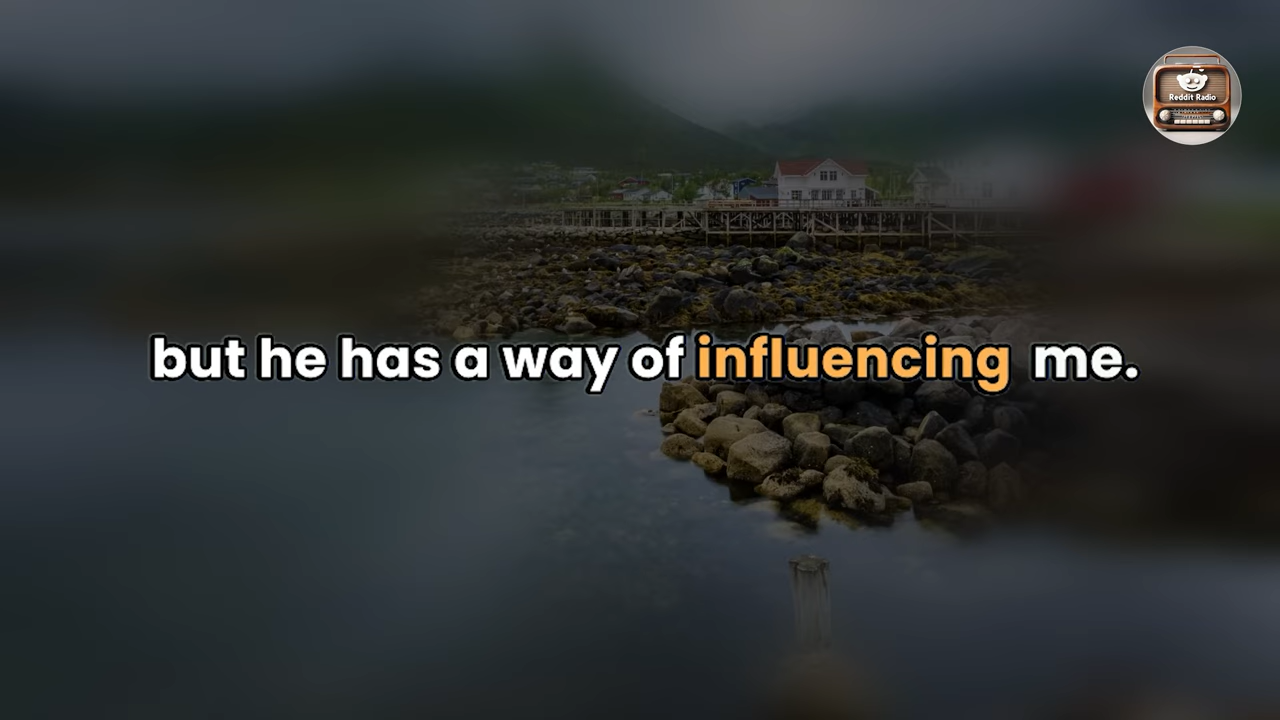 Reddit Radio
but he has a way of influencing me.